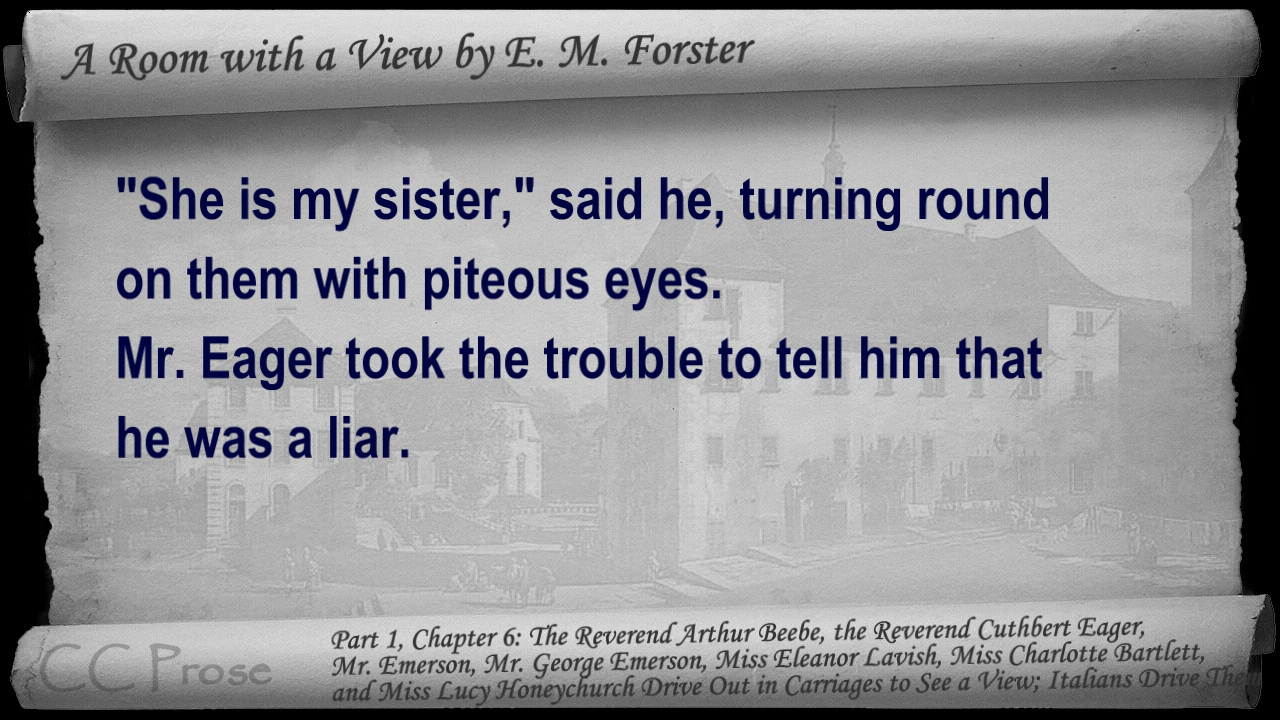 A Room with a View by E. M. Forster
"She is my sister," said he, turning round
on them with piteous eyes.
Mr. Eager took the trouble to tell him that
he was a liar.
CC Prose
Part 1, Chapter 6: The Reverend Arthur Beebe, the Reverend Cuthbert Eager,
Mr. Emerson, Mr. George Emerson, Miss Eleanor Lavish, Miss Charlotte Bartlett,
and Miss Lucy Honeychurch Drive Out in Carriages to See a View; Italians Drive